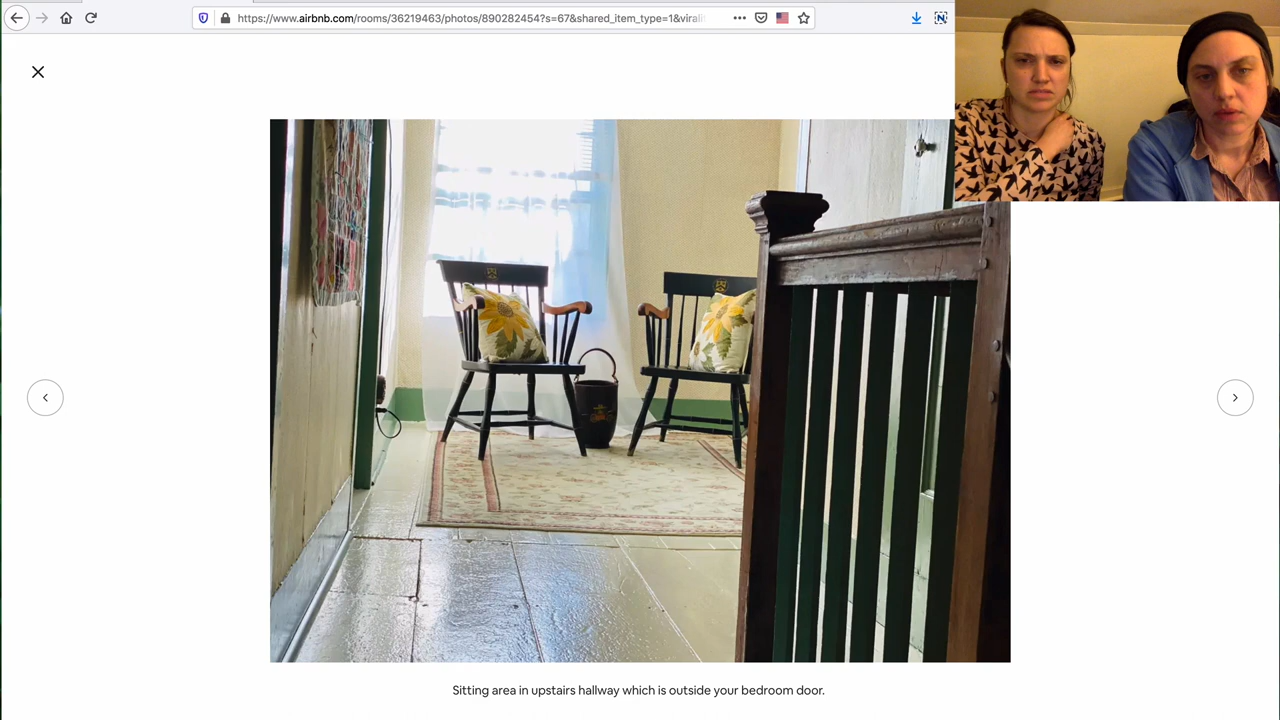 https://www.airbnb.com/rooms/36219463/photos/890282454?s=67&shared_item_type=1&virali
N
Sitting area in upstairs hallway which is outside your bedroom door.